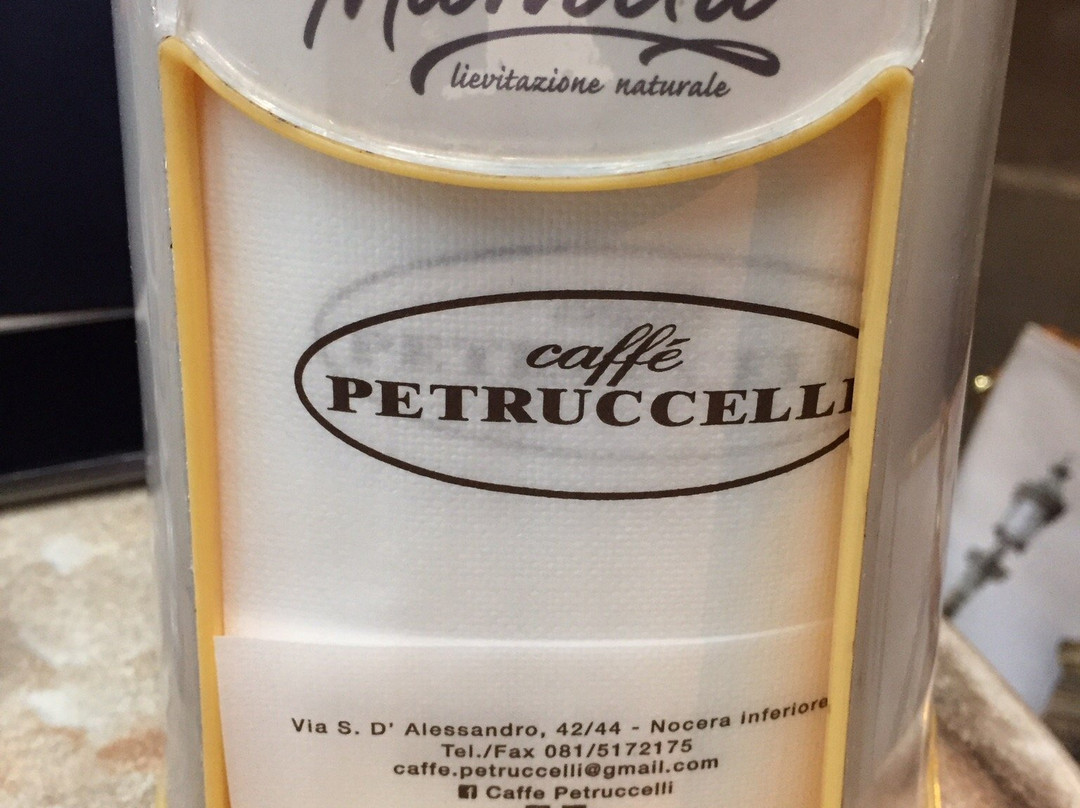 lievitazione naturale
caffé
PETRUCCELLI
Via S. D' Alessandro, 42/44 - Nocera inferiore
Tel./Fax 081/5172175
caffe.petruccelli@gmail.com
Caffe Petruccelli